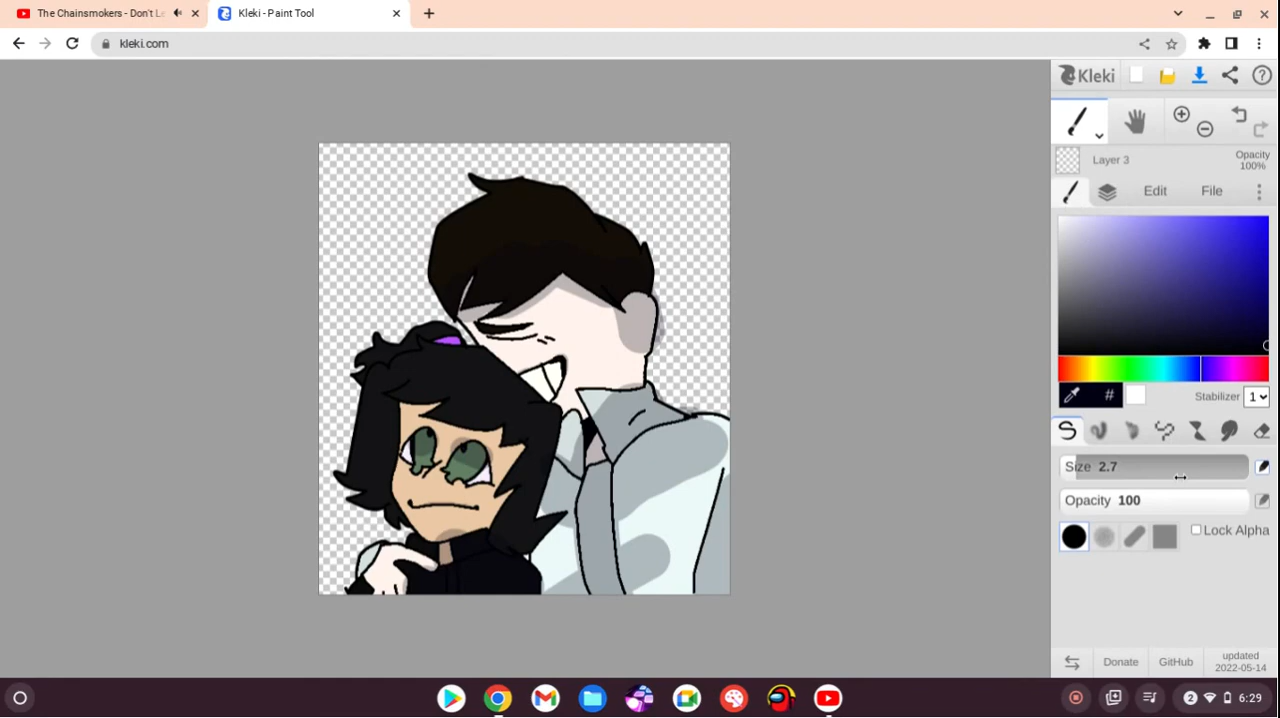 The Chainsmokers - Don't Le
Kleki - Paint Tool
kleki.com
Kleki
Layer 3
Opacity
100%
Edit
File
#
Stabilizer 1
Size 2.7
Opacity 100
Lock Alpha
Donate
GitHub
updated
2022-05-14
2
6:29